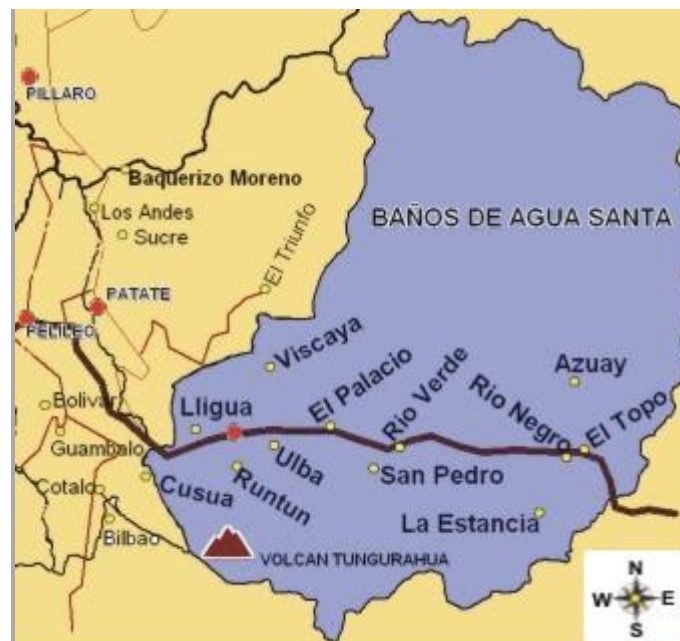 PILLARO
Baquerizo Moreno
Los Andes
Sucre
BAÑOS DE AGUA SANTA
El Triunfo
PATATE
PELILEO
Viscaya
Azuay
Bolivar
Lligua
El Palacio
Rio Verde
Rio Negro
El Topo
Guambalo
Cotalo
Cusua
Runtun
Ulba
San Pedro
La Estancia
Bilbao
VOLCAN TUNGURAHUA
N
W E
S